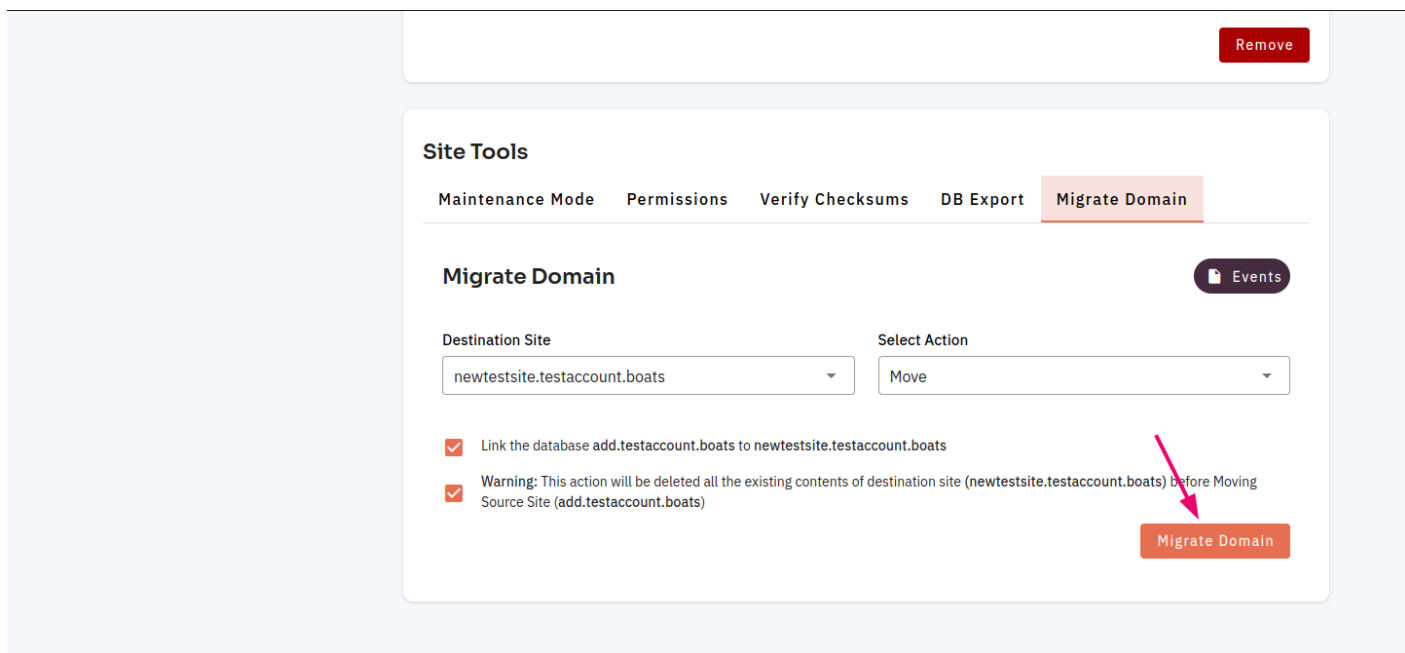 Remove
Site Tools
Maintenance Mode Permissions Verify Checksums DB Export Migrate Domain
Migrate Domain
Events
Destination Site Select Action
newtestsite.testaccount.boats Move
Link the database add.testaccount.boats to newtestsite.testaccount.boats
Warning: This action will be deleted all the existing contents of destination site (newtestsite.testaccount.boats) before Moving
Source Site (add.testaccount.boats)
Migrate Domain